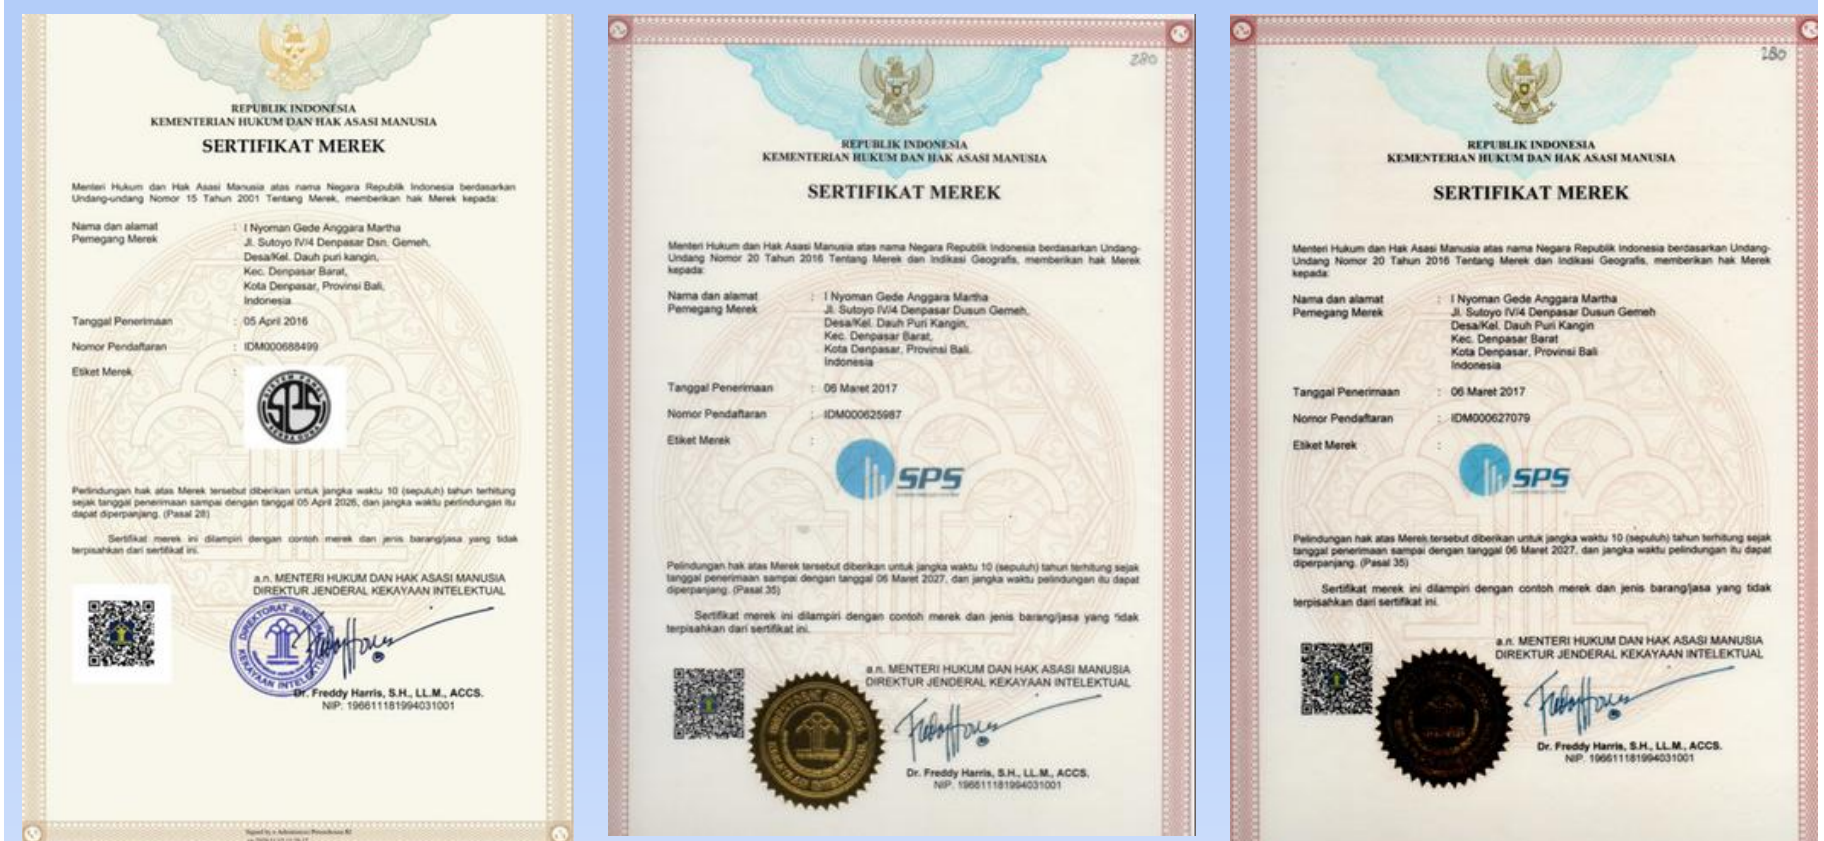 REPUBLIK INDONESIA
KEMENTERIAN HUKUM DAN HAK ASASI MANUSIA
SERTIFIKAT MEREK
Menteri Hukum dan Hak Asasi Manusia atas nama Negara Republik Indonesia berdasarkan
Undang-undang Nomor 15 Tahun 2001 Tentang Merek, memberikan hak Merek kepada:
Nama dan alamat : I Nyoman Gede Anggara Martha
Pemegang Merek Jl. Sutoyo IV/4 Denpasar Dsn. Gemeh,
Desa/Kel. Dauh puri kangin,
Kec. Denpasar Barat,
Kota Denpasar, Provinsi Bali,
Indonesia
Tanggal Penerimaan : 05 April 2016
Nomor Pendaftaran : IDM000688499
Etiket Merek :
SPS
Perlindungan hak atas Merek tersebut diberikan untuk jangka waktu 10 (sepuluh) tahun terhitung
sejak tanggal penerimaan sampai dengan tanggal 05 April 2026, dan jangka waktu perlindungan itu
dapat diperpanjang. (Pasal 28)
Sertifikat merek ini dilampiri dengan contoh merek dan jenis barang/jasa yang tidak
terpisahkan dari sertifikat ini.
a.n. MENTERI HUKUM DAN HAK ASASI MANUSIA
DIREKTUR JENDERAL KEKAYAAN INTELEKTUAL
Dr. Freddy Harris, S.H., LL.M., ACCS.
NIP. 196611181994031001
280
REPUBLIK INDONESIA
KEMENTERIAN HUKUM DAN HAK ASASI MANUSIA
SERTIFIKAT MEREK
Menteri Hukum dan Hak Asasi Manusia atas nama Negara Republik Indonesia berdasarkan Undang-
Undang Nomor 20 Tahun 2016 Tentang Merek dan Indikasi Geografis, memberikan hak Merek
kepada:
Nama dan alamat : I Nyoman Gede Anggara Martha
Pemegang Merek Jl. Sutoyo IV/4 Denpasar Dusun Gemeh,
Desa/Kel. Dauh Puri Kangin,
Kec. Denpasar Barat,
Kota Denpasar, Provinsi Bali,
Indonesia
Tanggal Penerimaan : 06 Maret 2017
Nomor Pendaftaran : IDM000625987
Etiket Merek :
SPS
Pelindungan hak atas Merek tersebut diberikan untuk jangka waktu 10 (sepuluh) tahun terhitung sejak
tanggal penerimaan sampai dengan tanggal 06 Maret 2027, dan jangka waktu pelindungan itu dapat
diperpanjang. (Pasal 35)
Sertifikat merek ini dilampiri dengan contoh merek dan jenis barang/jasa yang tidak
terpisahkan dari sertifikat ini.
a.n. MENTERI HUKUM DAN HAK ASASI MANUSIA
DIREKTUR JENDERAL KEKAYAAN INTELEKTUAL
Dr. Freddy Harris, S.H., LL.M., ACCS.
NIP. 196611181994031001
280
REPUBLIK INDONESIA
KEMENTERIAN HUKUM DAN HAK ASASI MANUSIA
SERTIFIKAT MEREK
Menteri Hukum dan Hak Asasi Manusia atas nama Negara Republik Indonesia berdasarkan Undang-
Undang Nomor 20 Tahun 2016 Tentang Merek dan Indikasi Geografis, memberikan hak Merek
kepada:
Nama dan alamat : I Nyoman Gede Anggara Martha
Pemegang Merek Jl. Sutoyo IV/4 Denpasar Dusun Gemeh
Desa/Kel. Dauh Puri Kangin
Kec. Denpasar Barat
Kota Denpasar, Provinsi Bali
Indonesia
Tanggal Penerimaan : 06 Maret 2017
Nomor Pendaftaran : IDM000627079
Etiket Merek :
SPS
Pelindungan hak atas Merek tersebut diberikan untuk jangka waktu 10 (sepuluh) tahun terhitung sejak
tanggal penerimaan sampai dengan tanggal 06 Maret 2027, dan jangka waktu pelindungan itu dapat
diperpanjang. (Pasal 35)
Sertifikat merek ini dilampiri dengan contoh merek dan jenis barang/jasa yang tidak
terpisahkan dari sertifikat ini.
a.n. MENTERI HUKUM DAN HAK ASASI MANUSIA
DIREKTUR JENDERAL KEKAYAAN INTELEKTUAL
Dr. Freddy Harris, S.H., LL.M., ACCS.
NIP. 196611181994031001